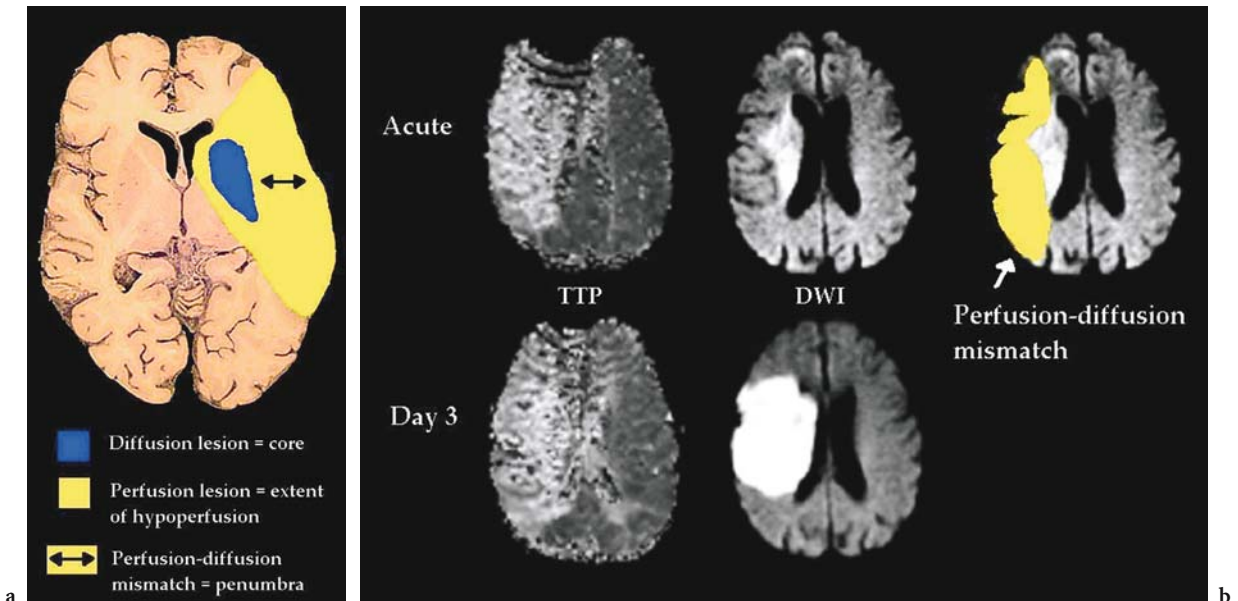 Diffusion lesion = core
Perfusion lesion = extent
of hypoperfusion
Perfusion-diffusion
mismatch = penumbra
a
Acute
TTP
DWI
Perfusion-diffusion
mismatch
Day 3
b